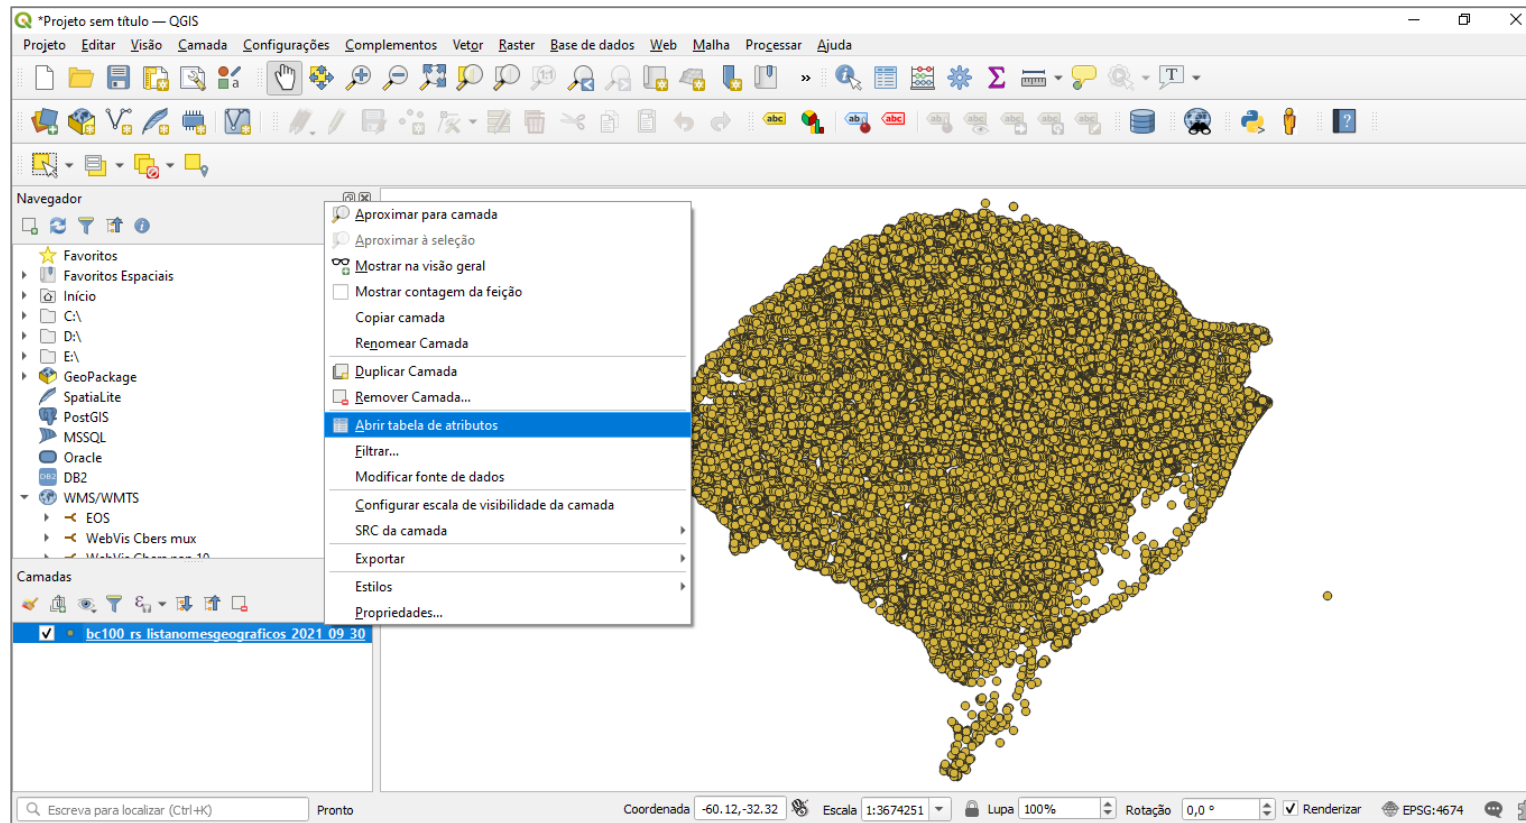 *Projeto sem título — QGIS
Projeto Editar Visão Camada Configurações Complementos Vetor Raster Base de dados Web Malha Processar Ajuda
Navegador
Favoritos
Favoritos Espaciais
Início
C:\
D:\
E:\
GeoPackage
SpatiaLite
PostGIS
MSSQL
Oracle
DB2
WMS/WMTS
EOS
WebVis Cbers mux
WebVis Cbers pan 10
Aproximar para camada
Aproximar à seleção
Mostrar na visão geral
Mostrar contagem da feição
Copiar camada
Renomear Camada
Duplicar Camada
Remover Camada...
Abrir tabela de atributos
Filtrar...
Modificar fonte de dados
Configurar escala de visibilidade da camada
SRC da camada
Exportar
Estilos
Propriedades...
Camadas
bc100_rs_listanomesgeograficos_2021_09_30
Escreva para localizar (Ctrl+K) Pronto Coordenada -60.12,-32.32 Escala 1:3674251 Lupa 100% Rotação 0,0 ° Renderizar EPSG:4674